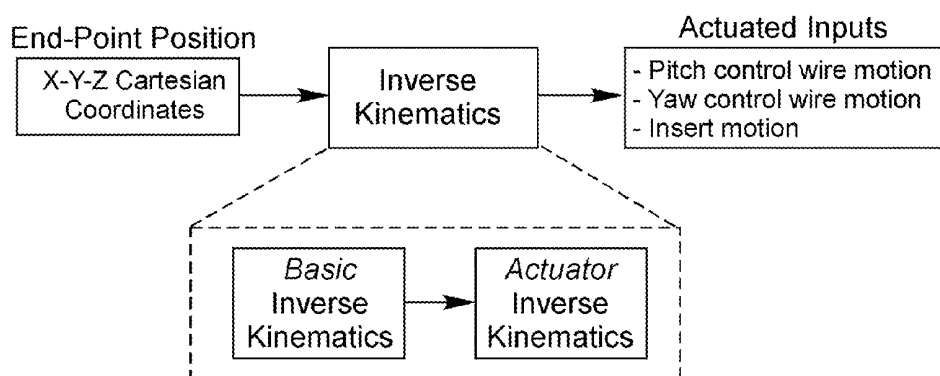 End-Point Position
X-Y-Z Cartesian
Coordinates
Inverse
Kinematics
Actuated Inputs
- Pitch control wire motion
- Yaw control wire motion
- Insert motion
Basic
Inverse
Kinematics
Actuator
Inverse
Kinematics